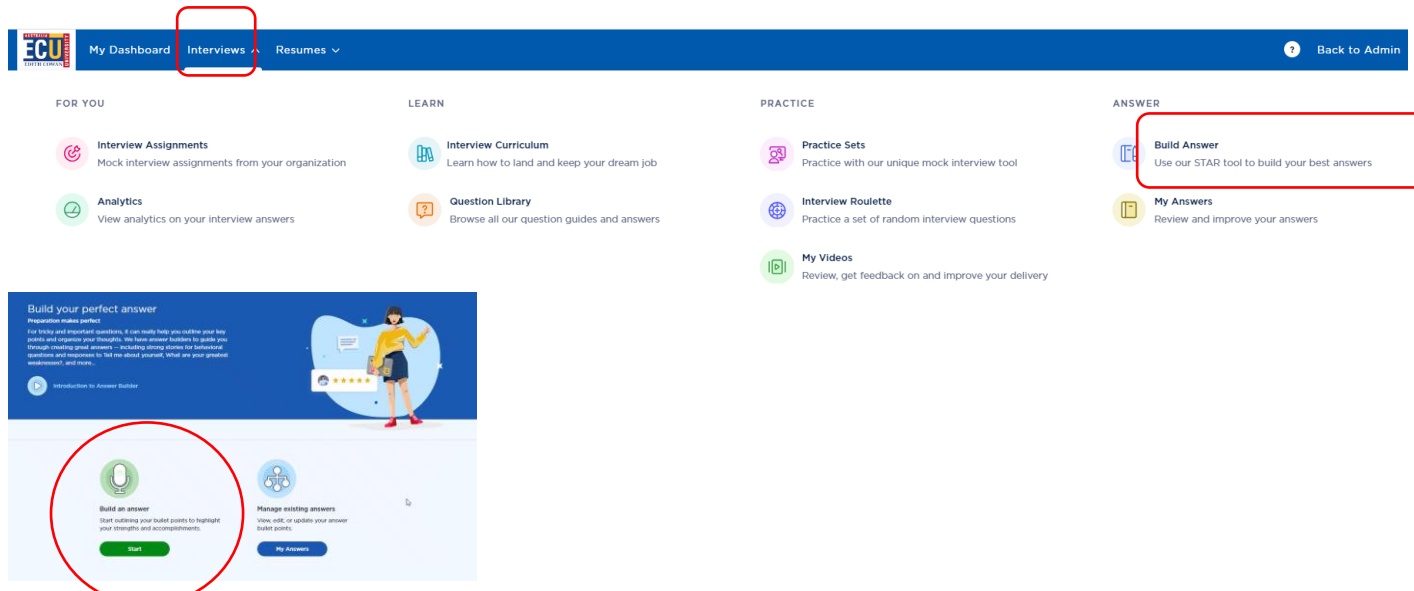 ECU
EDITH COWAN
My Dashboard
Interviews
Resumes
?
Back to Admin
FOR YOU
Interview Assignments
Mock interview assignments from your organization
Analytics
View analytics on your interview answers
LEARN
Interview Curriculum
Learn how to land and keep your dream job
Question Library
Browse all our question guides and answers
PRACTICE
Practice Sets
Practice with our unique mock interview tool
Interview Roulette
Practice a set of random interview questions
My Videos
Review, get feedback on and improve your delivery
ANSWER
Build Answer
Use our STAR tool to build your best answers
My Answers
Review and improve your answers
Build your perfect answer
Preparation makes perfect
For tricky and important questions, it can really help you outline your key
points and organize your thoughts. We have answer builders to guide you
through creating great answers -- including strong stories for behavioral
questions and responses to Tell me about yourself, What are your greatest
weaknesses?, and more...
Introduction to Answer Builder
Build an answer
Start outlining your bullet points to highlight
your strengths and accomplishments.
Start
Manage existing answers
View, edit, or update your answer
bullet points.
My Answers